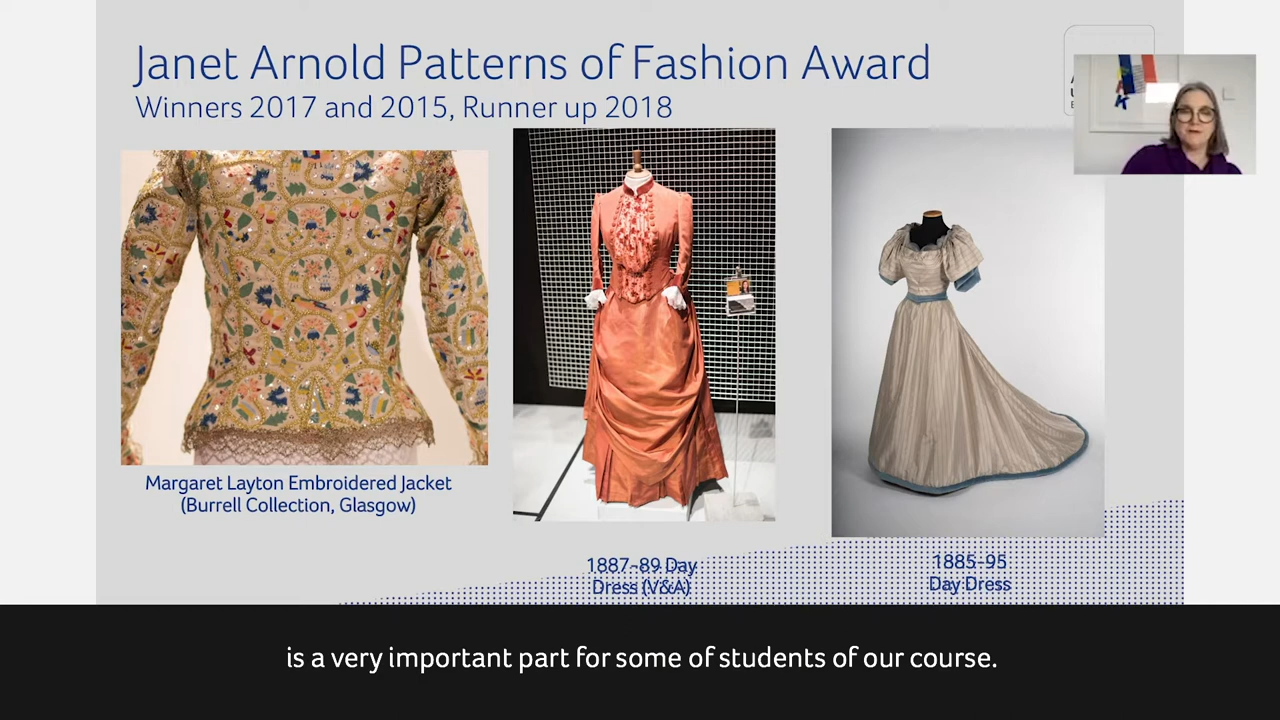 Janet Arnold Patterns of Fashion Award
Winners 2017 and 2015, Runner up 2018
Margaret Layton Embroidered Jacket
(Burrell Collection, Glasgow)
1887-89 Day
Dress (V&A)
1885-95
Day Dress
is a very important part for some of students of our course.